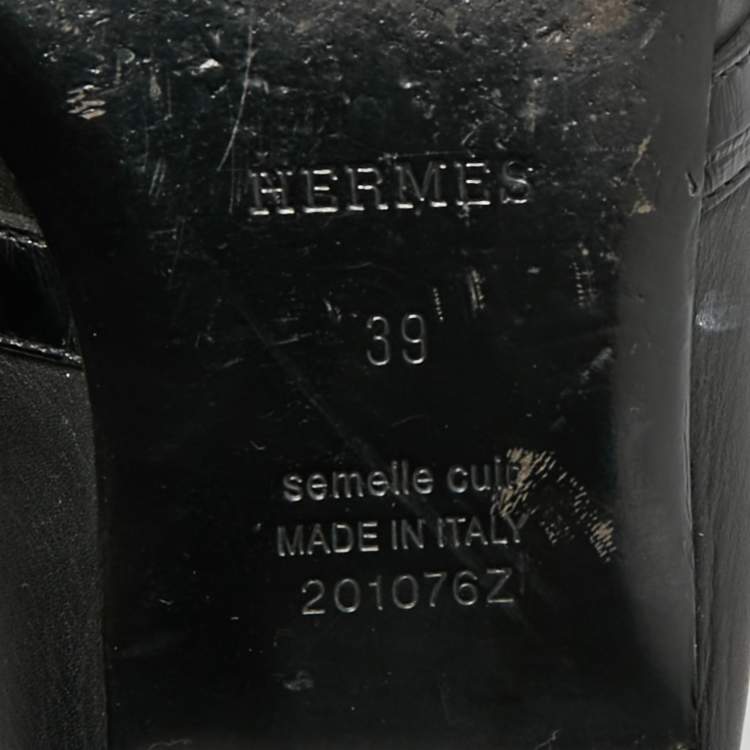 HERMES
39
semelle cuir
MADE IN ITALY
201076Z